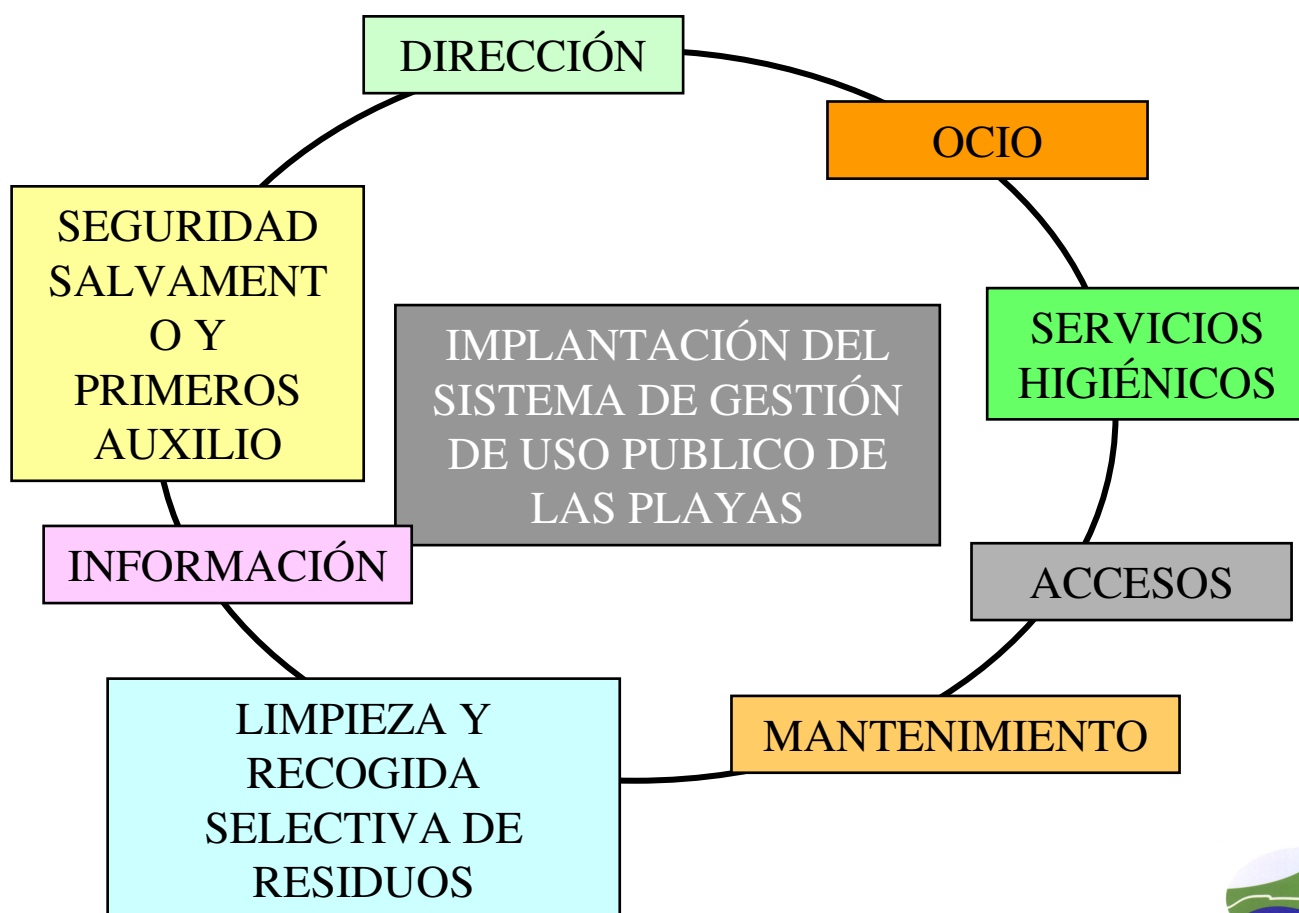 DIRECCIÓN
OCIO
SEGURIDAD
SALVAMENT
O Y
PRIMEROS
AUXILIO
IMPLANTACIÓN DEL
SISTEMA DE GESTIÓN
DE USO PUBLICO DE
LAS PLAYAS
SERVICIOS
HIGIÉNICOS
INFORMACIÓN
ACCESOS
LIMPIEZA Y
RECOGIDA
SELECTIVA DE
RESIDUOS
MANTENIMIENTO